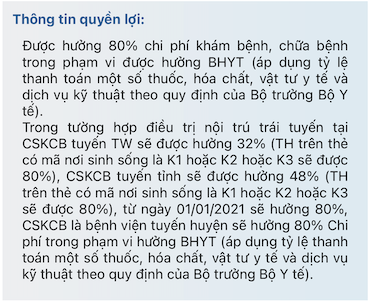 Thông tin quyền lợi:
Được hưởng 80% chi phí khám bệnh, chữa bệnh
trong phạm vi được hưởng BHYT (áp dụng tỷ lệ
thanh toán một số thuốc, hóa chất, vật tư y tế và
dịch vụ kỹ thuật theo quy định của Bộ trưởng Bộ Y
tế).
Trong tường hợp điều trị nội trú trái tuyến tại
CSKCB tuyến TW sẽ được hưởng 32% (TH trên thẻ
có mã nơi sinh sống là K1 hoặc K2 hoặc K3 sẽ được
80%), CSKCB tuyến tỉnh sẽ được hưởng 48% (TH
trên thẻ có mã nơi sinh sống là K1 hoặc K2 hoặc K3
sẽ được 80%), từ ngày 01/01/2021 sẽ hưởng 80%,
CSKCB là bệnh viện tuyến huyện sẽ hưởng 80% Chi
phí trong phạm vi hưởng BHYT (áp dụng tỷ lệ thanh
toán một số thuốc, hóa chất, vật tư y tế và dịch vụ
kỹ thuật theo quy định của Bộ trưởng Bộ Y tế).